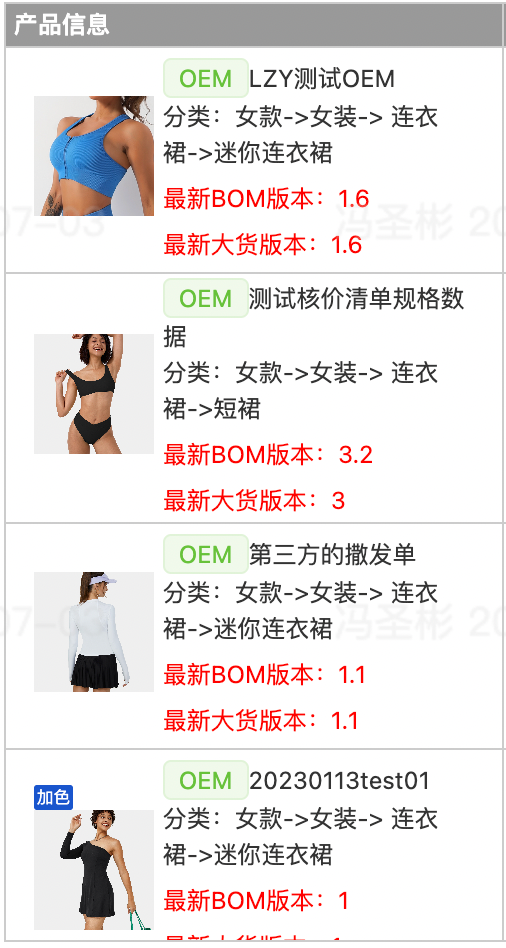 产品信息
OEM LZY测试OEM
分类：女款->女装-> 连衣
裙->迷你连衣裙
最新BOM版本：1.6
最新大货版本：1.6
OEM 测试核价清单规格数
据
分类：女款->女装-> 连衣
裙->短裙
最新BOM版本：3.2
最新大货版本：3
OEM 第三方的撒发单
分类：女款->女装-> 连衣
裙->迷你连衣裙
最新BOM版本：1.1
最新大货版本：1.1
加色
OEM 20230113test01
分类：女款->女装-> 连衣
裙->迷你连衣裙
最新BOM版本：1
07-03
冯圣彬 20
07-03
冯圣彬 20